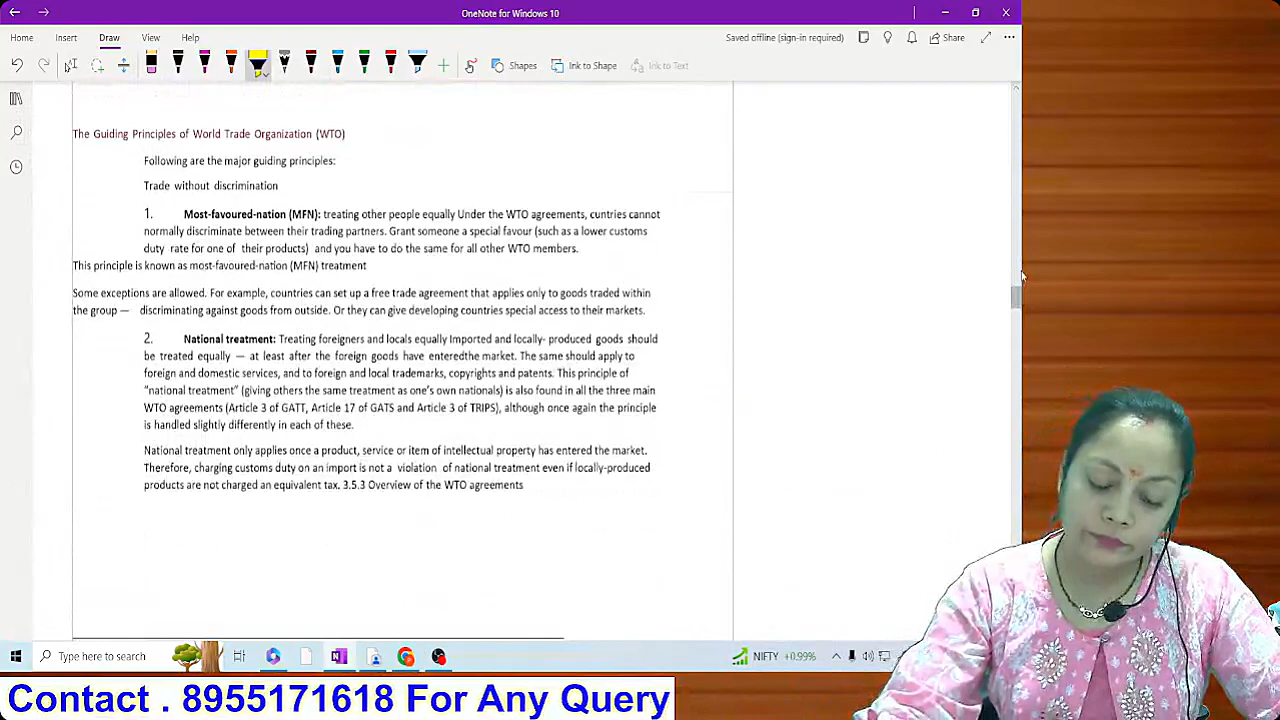 OneNote for Windows 10
Home Insert Draw View Help
Saved offline (sign-in required)
Share
Shapes
Ink to Shape
Ink to Text
The Guiding Principles of World Trade Organization (WTO)
Following are the major guiding principles:
Trade without discrimination
1. Most-favoured-nation (MFN): treating other people equally Under the WTO agreements, cuntries cannot
normally discriminate between their trading partners. Grant someone a special favour (such as a lower customs
duty rate for one of their products) and you have to do the same for all other WTO members.
This principle is known as most-favoured-nation (MFN) treatment
Some exceptions are allowed. For example, countries can set up a free trade agreement that applies only to goods traded within
the group — discriminating against goods from outside. Or they can give developing countries special access to their markets.
2. National treatment: Treating foreigners and locals equally Imported and locally- produced goods should
be treated equally — at least after the foreign goods have enteredthe market. The same should apply to
foreign and domestic services, and to foreign and local trademarks, copyrights and patents. This principle of
“national treatment” (giving others the same treatment as one’s own nationals) is also found in all the three main
WTO agreements (Article 3 of GATT, Article 17 of GATS and Article 3 of TRIPS), although once again the principle
is handled slightly differently in each of these.
National treatment only applies once a product, service or item of intellectual property has entered the market.
Therefore, charging customs duty on an import is not a violation of national treatment even if locally-produced
products are not charged an equivalent tax. 3.5.3 Overview of the WTO agreements
Type here to search
NIFTY +0.99%
Contact . 8955171618 For Any Query